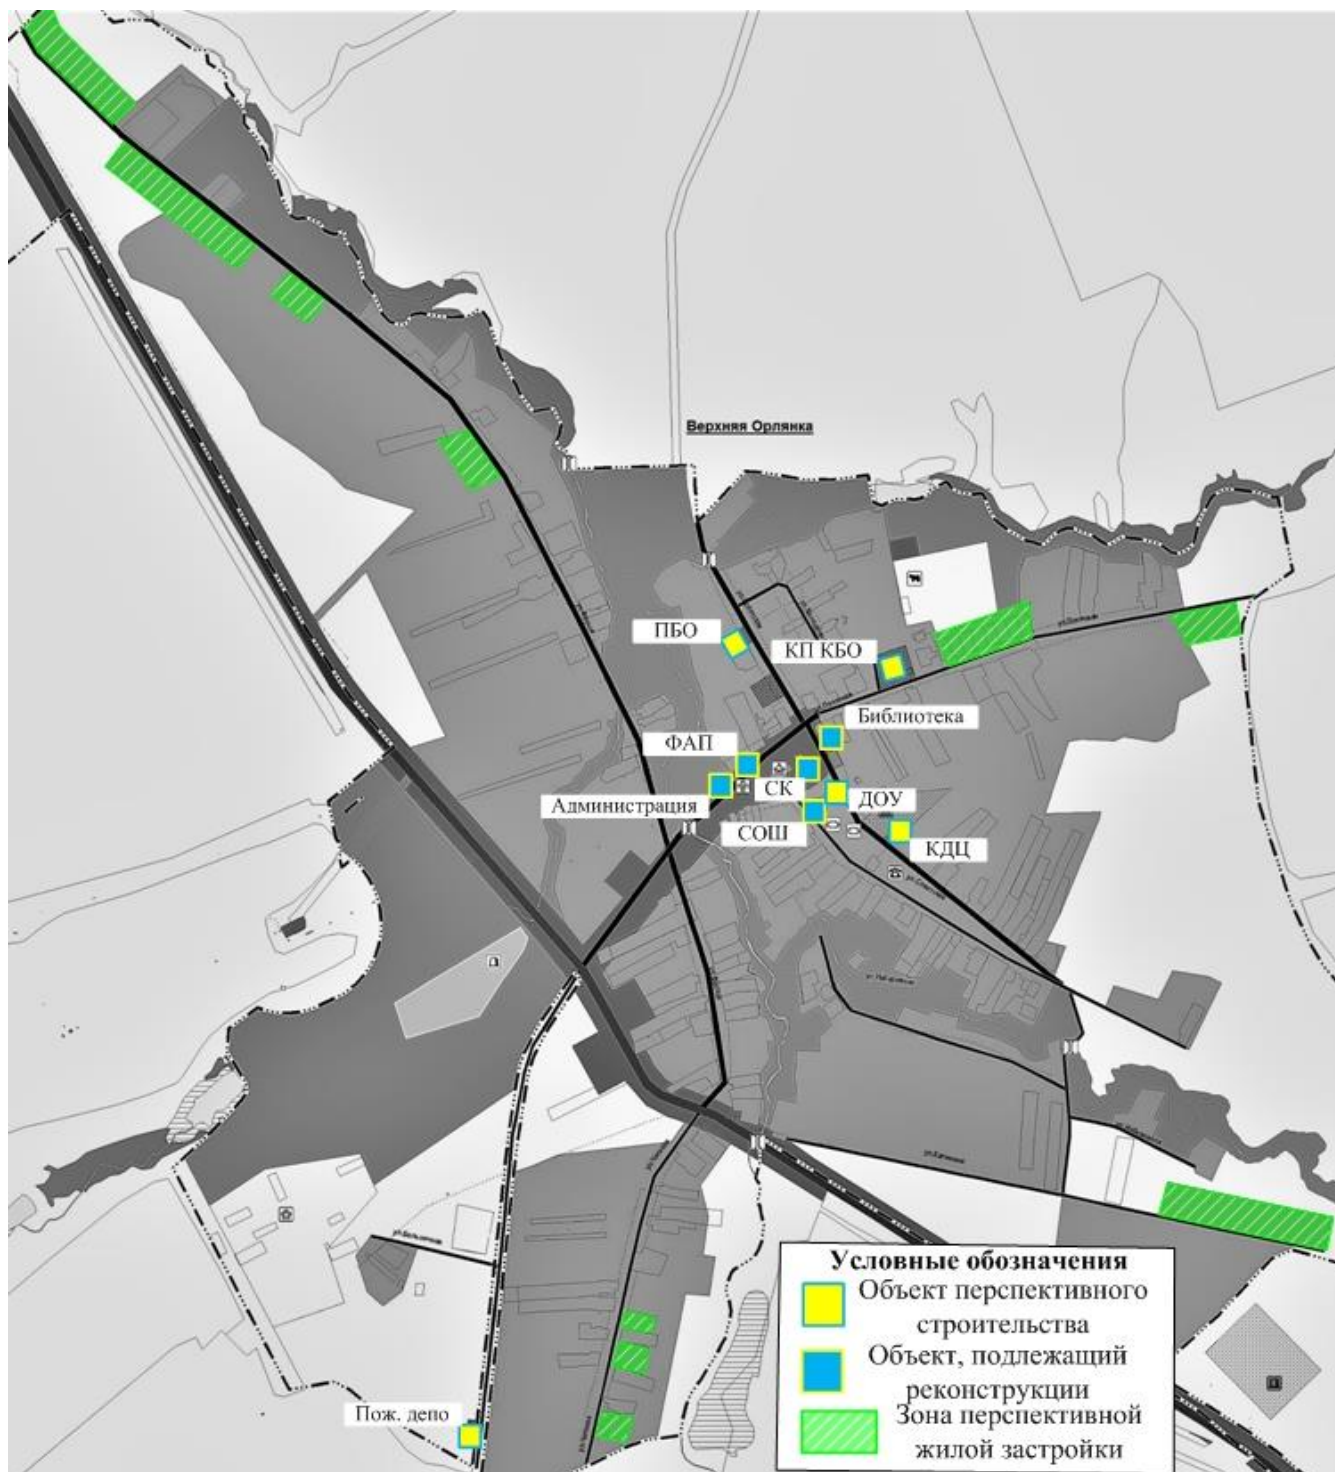 Верхняя Орлянка
ПБО
КП КБО
Библиотека
ФАП
СК
Администрация
ДОУ
СОШ
КДЦ
Пож. депо
Условные обозначения
Объект перспективного
строительства
Объект, подлежащий
реконструкции
Зона перспективной
жилой застройки